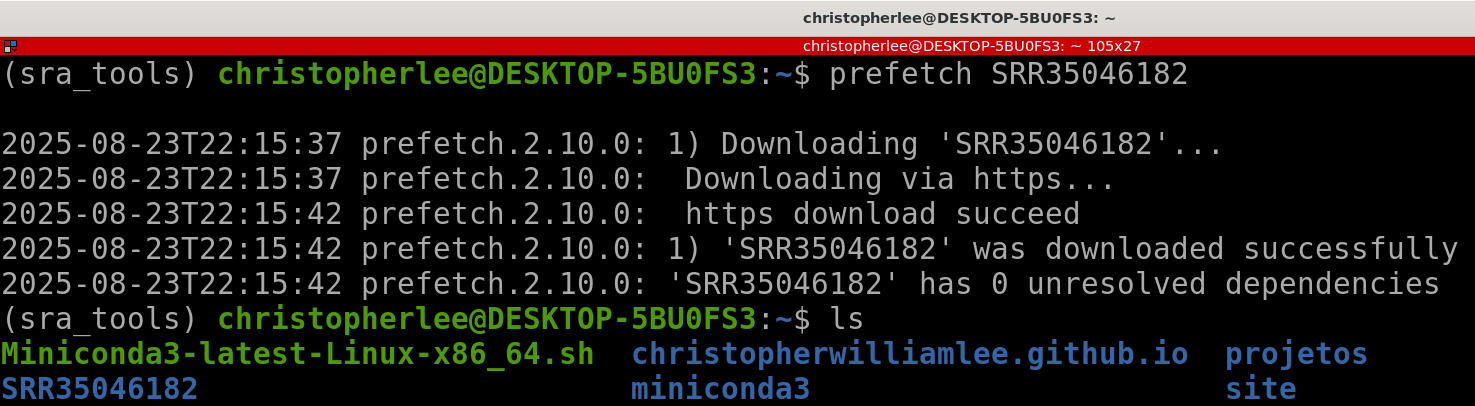 christopherlee@DESKTOP-5BU0FS3: ~
christopherlee@DESKTOP-5BU0FS3: ~ 105x27
(sra_tools) christopherlee@DESKTOP-5BU0FS3:~$ prefetch SRR35046182
2025-08-23T22:15:37 prefetch.2.10.0: 1) Downloading 'SRR35046182'...
2025-08-23T22:15:37 prefetch.2.10.0:  Downloading via https...
2025-08-23T22:15:42 prefetch.2.10.0:  https download succeed
2025-08-23T22:15:42 prefetch.2.10.0: 1) 'SRR35046182' was downloaded successfully
2025-08-23T22:15:42 prefetch.2.10.0: 'SRR35046182' has 0 unresolved dependencies
(sra_tools) christopherlee@DESKTOP-5BU0FS3:~$ ls
Miniconda3-latest-Linux-x86_64.sh  christopherwilliamlee.github.io  projetos
SRR35046182                        miniconda3                       site